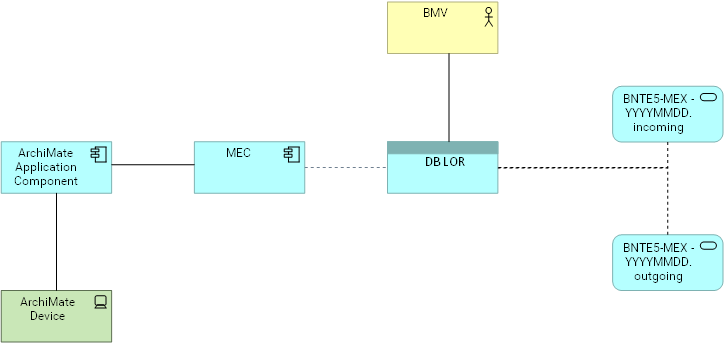 BMV
BNTE5-MEX -
YYYYMMDD.
incoming
ArchiMate
Application
Component
MEC
DB LOR
BNTE5-MEX -
YYYYMMDD.
outgoing
ArchiMate
Device